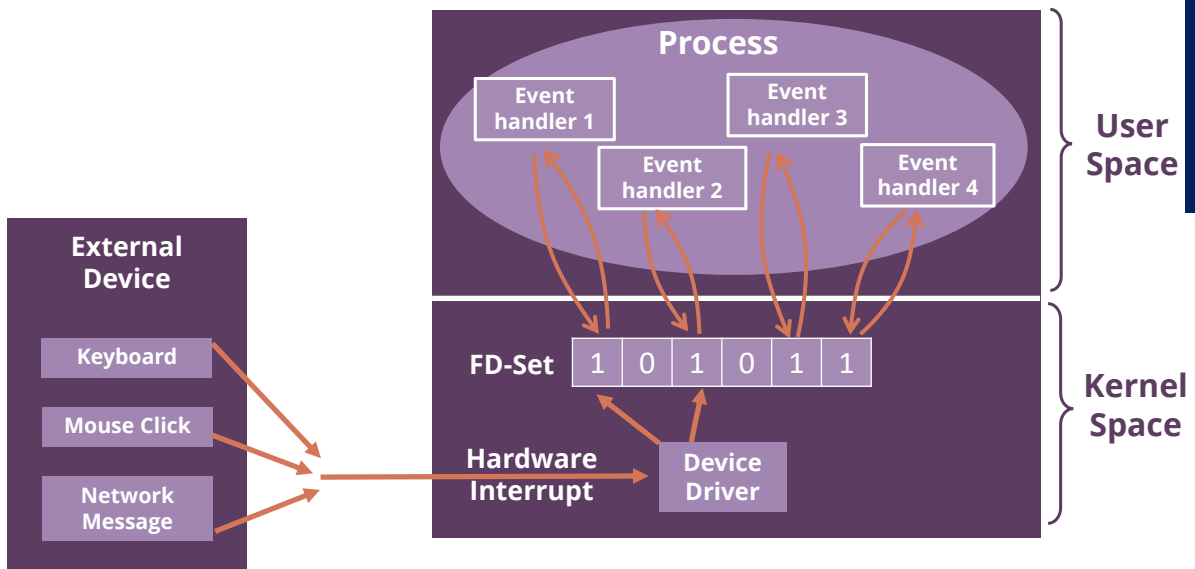 Process
Event
handler 1
Event
handler 2
Event
handler 3
Event
handler 4
User
Space
External
Device
Keyboard
Mouse Click
Network
Message
FD-Set 1 0 1 0 1 1
Hardware
Interrupt
Device
Driver
Kernel
Space